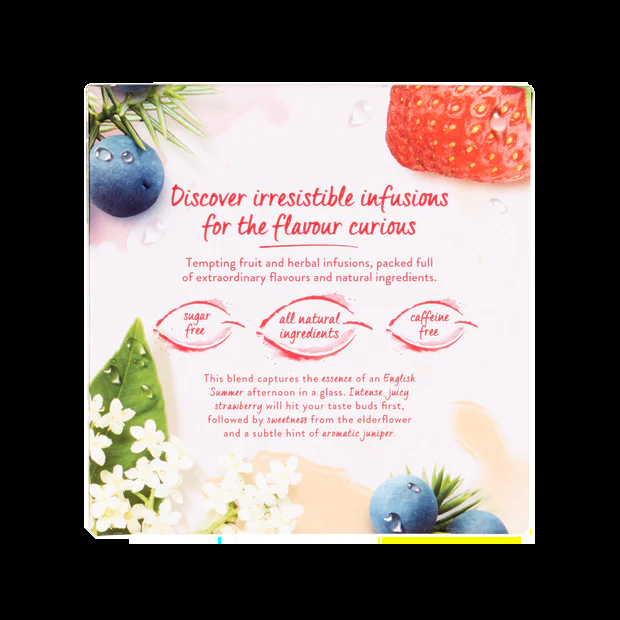 Discover irresistible infusions
for the flavour curious
Tempting fruit and herbal infusions, packed full
of extraordinary flavours and natural ingredients.
sugar
free
all natural
ingredients
caffeine
free
This blend captures the essence of an English
Summer afternoon in a glass. Intense, juicy
strawberry will hit your taste buds first,
followed by sweetness from the elderflower
and a subtle hint of aromatic juniper.